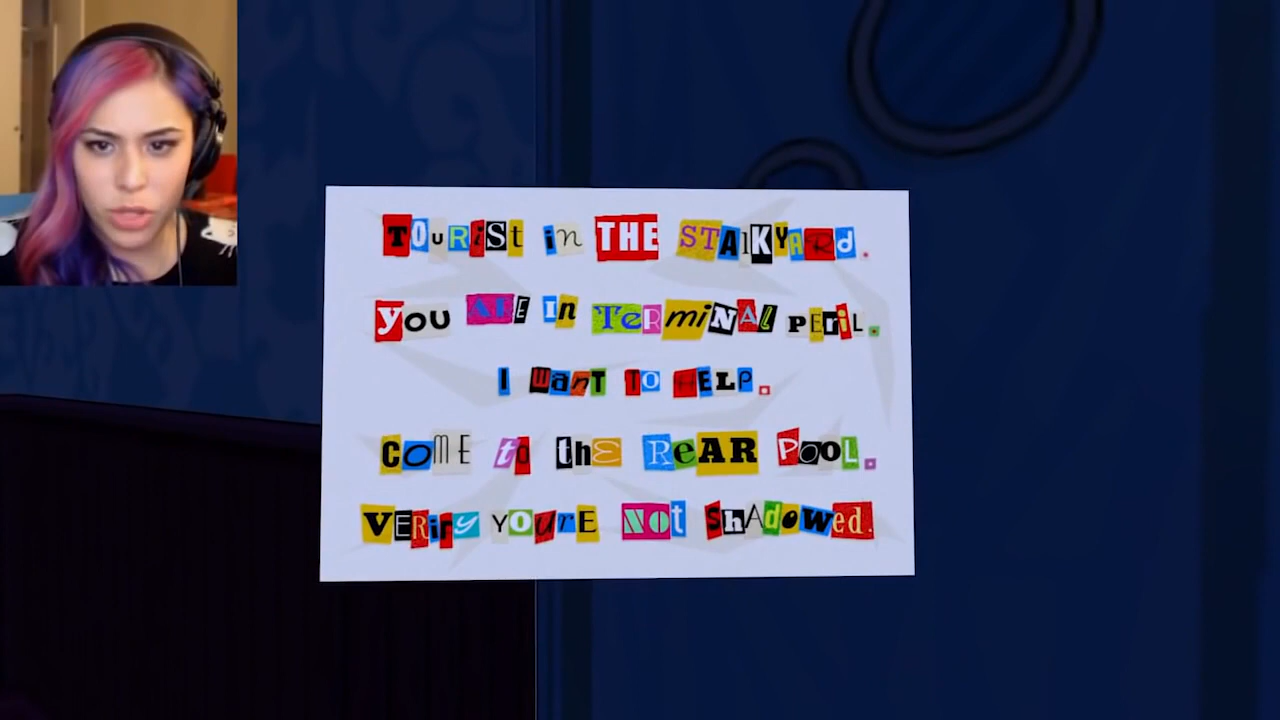 TOuRiSt in THE STAlKYARd.
you ArE In TeRmiNAL PEriL.
I WanT TO HELP.
COME to thE ReAR POOL.
VERify YOUrE NOt ShAdoWed.